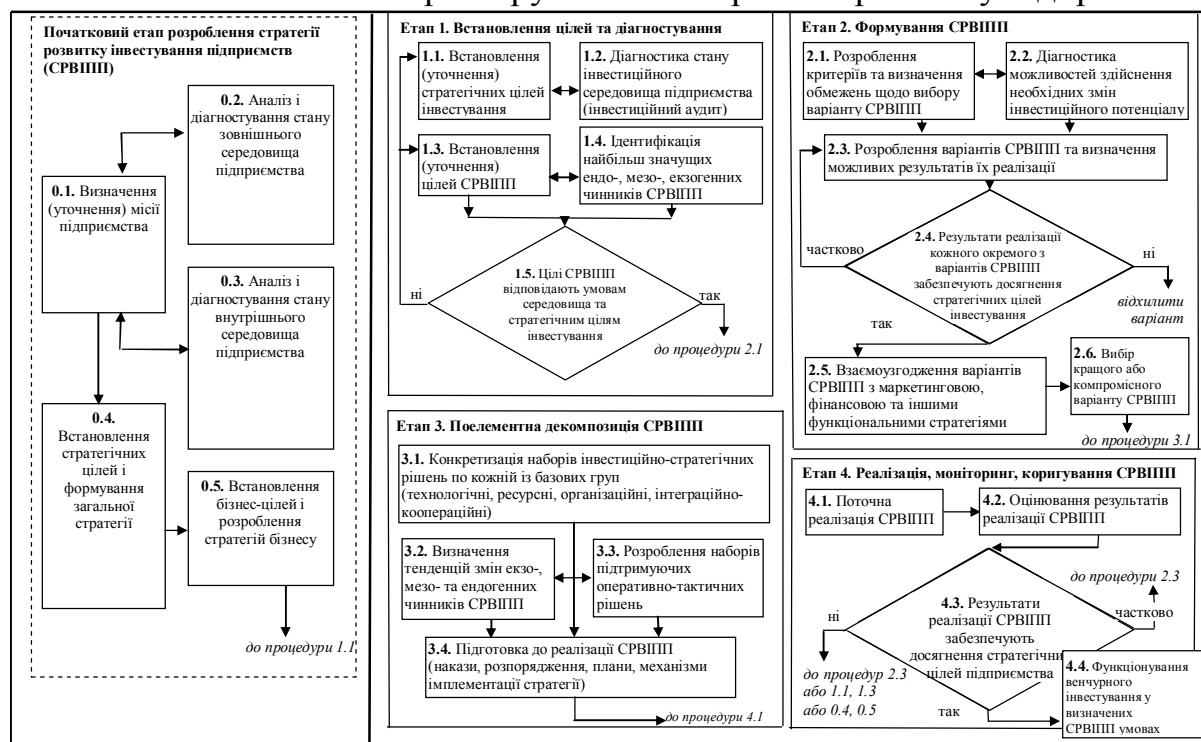 Початковий етап розроблення стратегії
розвитку інвестування підприємств
(СРВІПП)
0.2. Аналіз і
діагностування стану
зовнішнього
середовища
підприємства
0.1. Визначення
(уточнення) місії
підприємства
0.3. Аналіз і
діагностування стану
внутрішнього
середовища
підприємства
0.4.
Встановлення
стратегічних
цілей і
формування
загальної
стратегії
0.5. Встановлення
бізнес-цілей і
розроблення
стратегій бізнесу
до процедури 1.1
Етап 1. Встановлення цілей та діагностування
1.1. Встановлення
(уточнення)
стратегічних цілей
інвестування
1.2. Діагностика стану
інвестиційного
середовища підприємства
(інвестиційний аудит)
1.3. Встановлення
(уточнення)
цілей СРВІПП
1.4. Ідентифікація
найбільш значущих
ендо-, мезо-, екзогенних
чинників СРВІПП
1.5. Цілі СРВІПП
відповідають умовам
середовища та
стратегічним цілям
інвестування
ні
так
до процедури 2.1
Етап 2. Формування СРВІПП
2.1. Розроблення
критеріїв та визначення
обмежень щодо вибору
варіанту СРВІПП
2.2. Діагностика
можливостей здійснення
необхідних змін
інвестиційного потенціалу
2.3. Розроблення варіантів СРВІПП та визначення
можливих результатів їх реалізації
частково
2.4. Результати реалізації
кожного окремого з
варіантів СРВІПП
забезпечують досягнення
стратегічних цілей
інвестування
ні
відхилити
варіант
так
2.5. Взаємоузгодження варіантів
СРВІПП з маркетинговою,
фінансовою та іншими
функціональними стратегіями
2.6. Вибір
кращого або
компромісного
варіанту СРВІПП
до процедури 3.1
Етап 3. Поелементна декомпозиція СРВІПП
3.1. Конкретизація наборів інвестиційно-стратегічних
рішень по кожній із базових груп
(технологічні, ресурсні, організаційні, інтеграційно-
коопераційні)
3.2. Визначення
тенденцій змін екзо-,
мезо- та ендогенних
чинників СРВІПП
3.3. Розроблення наборів
підтримуючих
оперативно-тактичних
рішень
3.4. Підготовка до реалізації СРВІПП
(накази, розпорядження, плани, механізми
імплементації стратегії)
до процедури 4.1
Етап 4. Реалізація, моніторинг, коригування СРВІПП
4.1. Поточна
реалізація СРВІПП
4.2. Оцінювання результатів
реалізації СРВІПП
до процедури 2.3
ні
4.3. Результати
реалізації СРВІПП
забезпечують
досягнення стратегічни
цілей підприємства
частково
до процедур 2.3
або 1.1, 1.3
або 0.4, 0.5
так
4.4. Функціонування
венчурного
інвестування у
визначених
СРВІПП умовах